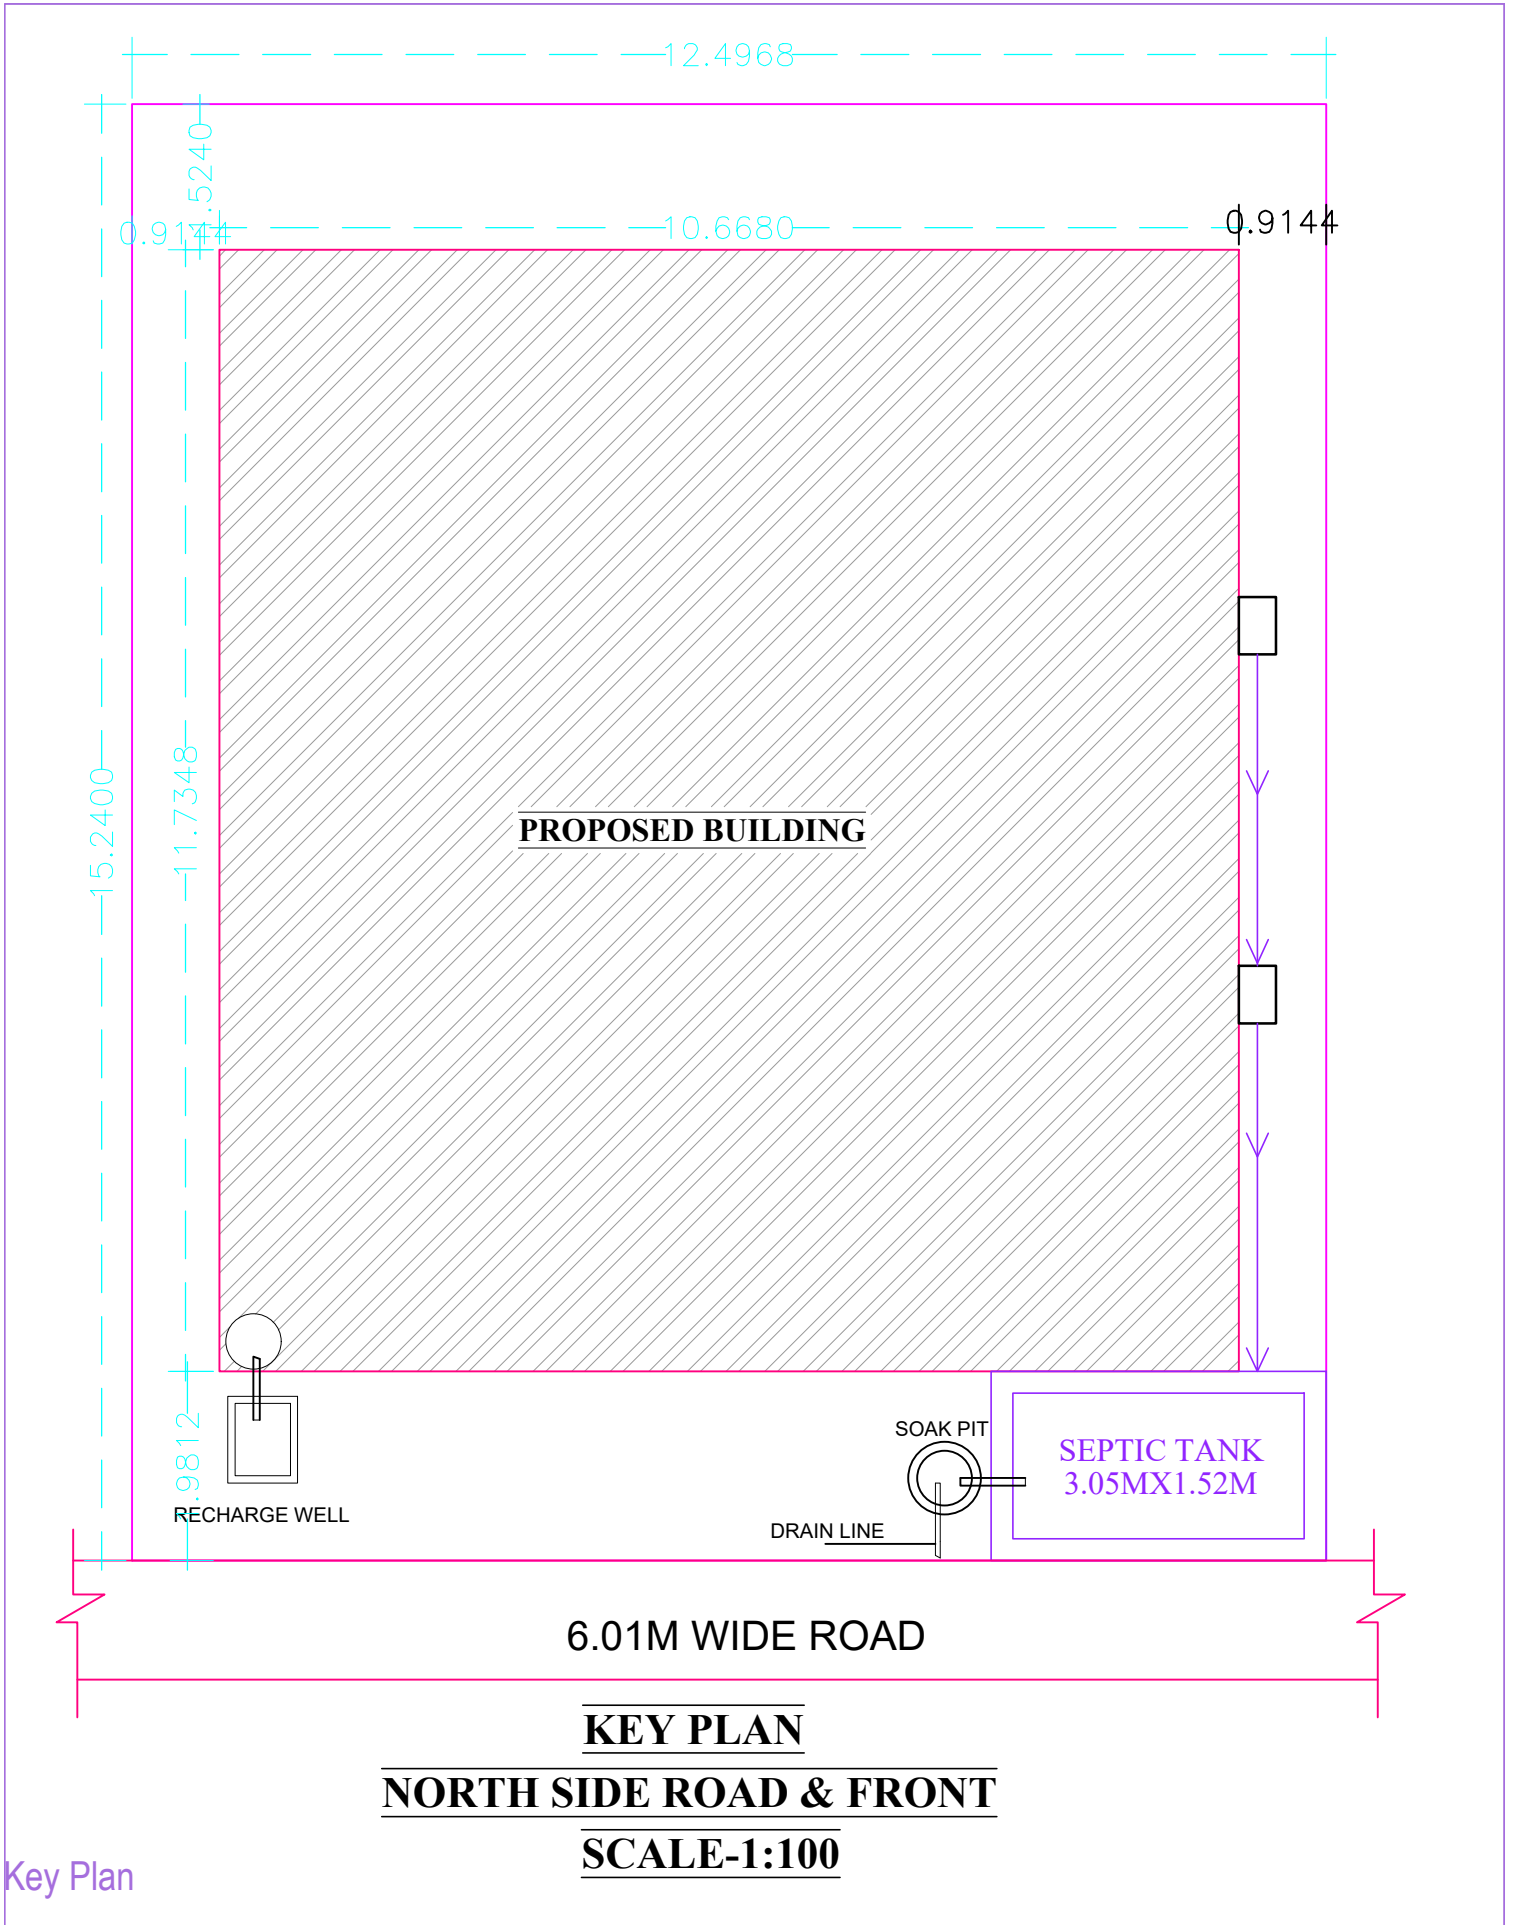 12.4968
1.5240
0.9144
10.6680
0.9144
15.2400
11.7348
PROPOSED BUILDING
.9812
SOAK PIT
SEPTIC TANK
3.05MX1.52M
RECHARGE WELL
DRAIN LINE
6.01M WIDE ROAD
KEY PLAN
NORTH SIDE ROAD & FRONT
SCALE-1:100
Key Plan